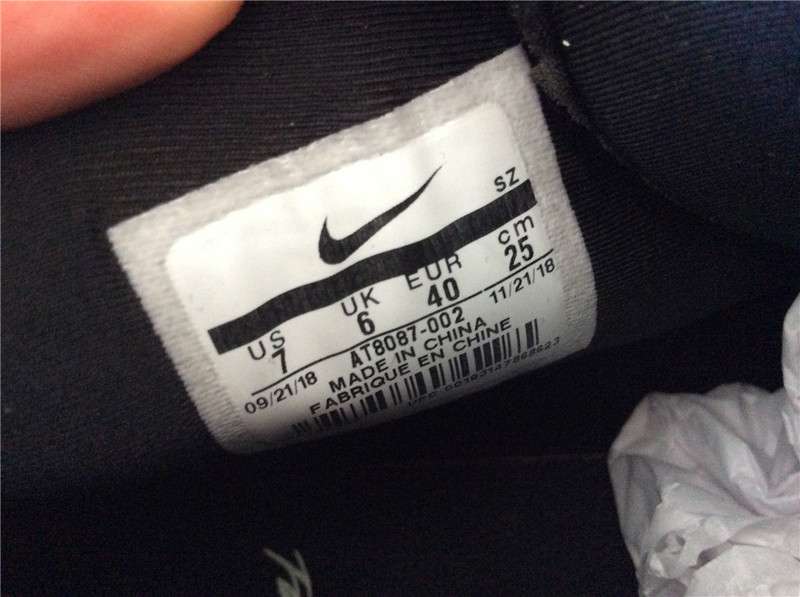 SZ
US UK EUR cm
7 6 40 25
09/21/18 AT8087-002 11/21/18
MADE IN CHINA
FABRIQUE EN CHINE